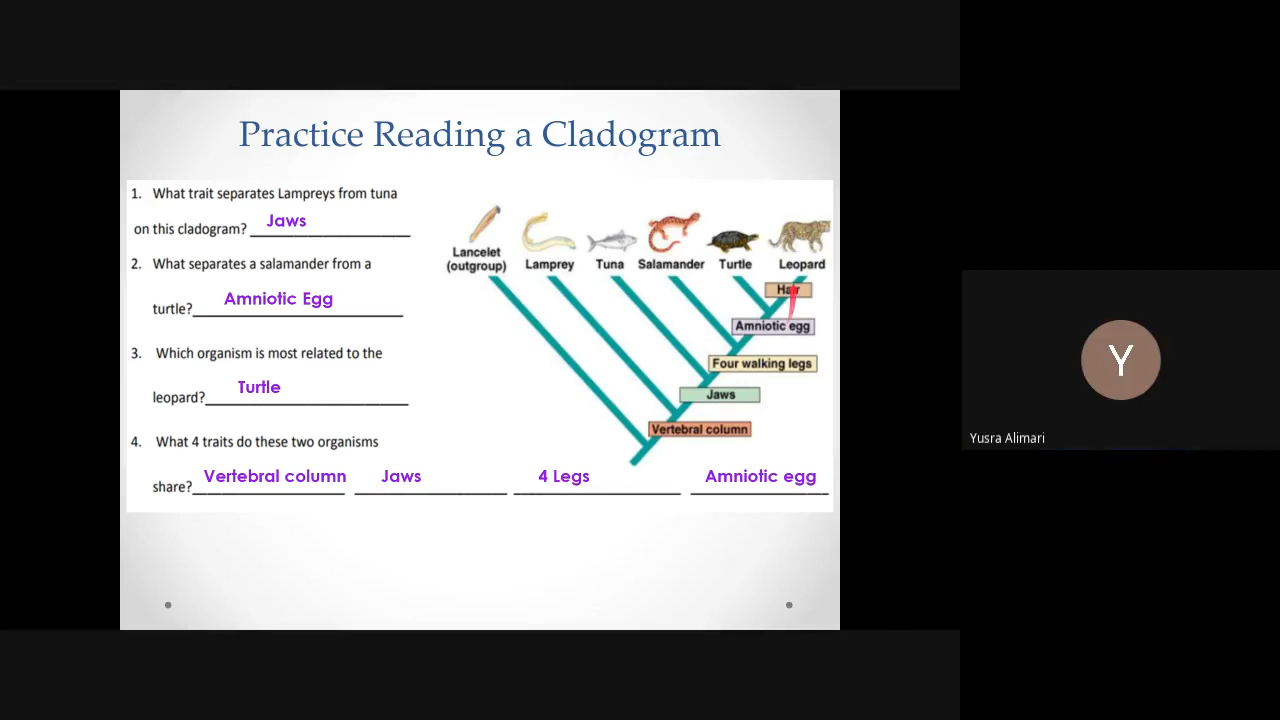 Practice Reading a Cladogram
1. What trait separates Lampreys from tuna
on this cladogram? Jaws
2. What separates a salamander from a
turtle? Amniotic Egg
3. Which organism is most related to the
leopard? Turtle
4. What 4 traits do these two organisms
share? Vertebral column Jaws 4 Legs Amniotic egg
Lancelet
(outgroup)
Lamprey
Tuna
Salamander
Turtle
Leopard
Hair
Amniotic egg
Four walking legs
Jaws
Vertebral column
Y
Yusra Alimari